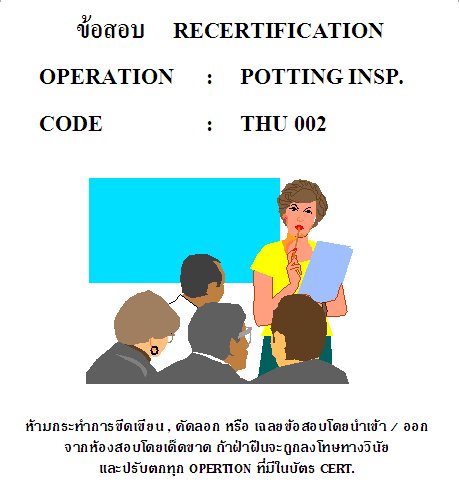 ข้อสอบ RECERTIFICATION
OPERATION : POTTING INSP.
CODE : THU 002
ห้ามกระทำการขีดเขียน , คัดลอก หรือ เฉลยข้อสอบโดยนำเข้า / ออก
จากห้องสอบโดยเด็ดขาด ถ้าฝ่าฝืนจะถูกลงโทษทางวินัย
และปรับตกทุก OPERTION ที่มีในบัตร CERT.